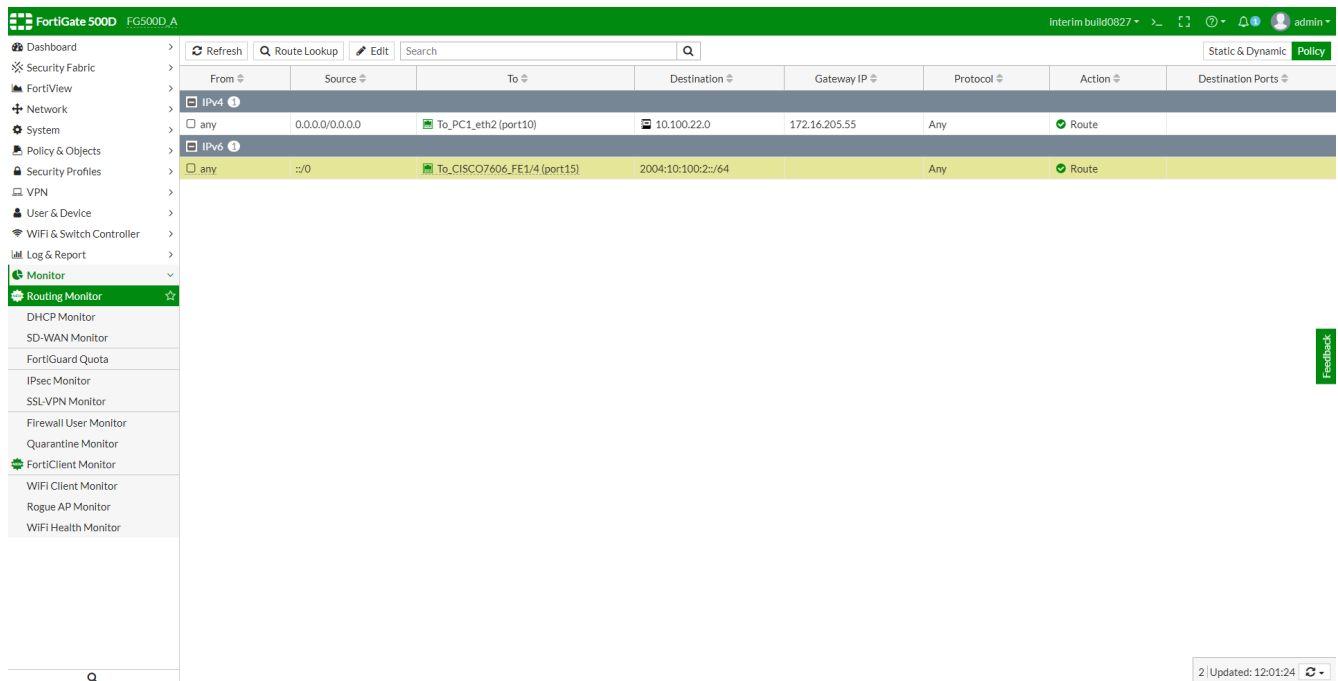 FortiGate 500D FG500D_A interim build0827 >_ 1 admin
Dashboard
Security Fabric
FortiView
Network
System
Policy & Objects
Security Profiles
VPN
User & Device
WiFi & Switch Controller
Log & Report
Monitor
Routing Monitor
DHCP Monitor
SD-WAN Monitor
FortiGuard Quota
IPsec Monitor
SSL-VPN Monitor
Firewall User Monitor
Quarantine Monitor
FortiClient Monitor
WiFi Client Monitor
Rogue AP Monitor
WiFi Health Monitor
Refresh Route Lookup Edit Search Static & Dynamic Policy
From Source To Destination Gateway IP Protocol Action Destination Ports
IPv4 1
any 0.0.0.0/0.0.0.0 To_PC1_eth2 (port10) 10.100.22.0 172.16.205.55 Any Route
IPv6 1
any ::/0 To_CISCO7606_FE1/4 (port15) 2004:10:100:2::/64 Any Route
Feedback
2 Updated: 12:01:24